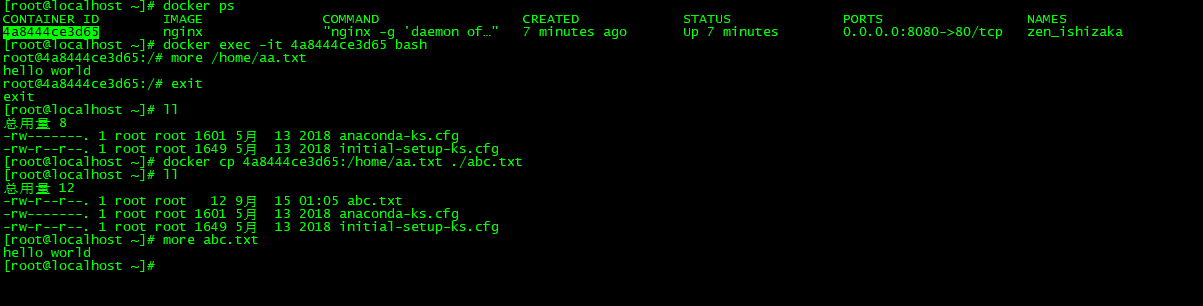 [root@localhost ~]# docker ps
CONTAINER ID        IMAGE               COMMAND                  CREATED             STATUS              PORTS                  NAMES
4a8444ce3d65        nginx               "nginx -g 'daemon of…"   7 minutes ago       Up 7 minutes        0.0.0.0:8080->80/tcp   zen_ishizaka
[root@localhost ~]# docker exec -it 4a8444ce3d65 bash
root@4a8444ce3d65:/# more /home/aa.txt
hello world
root@4a8444ce3d65:/# exit
exit
[root@localhost ~]# ll
总用量 8
-rw-------. 1 root root 1601 5月  13 2018 anaconda-ks.cfg
-rw-r--r--. 1 root root 1649 5月  13 2018 initial-setup-ks.cfg
[root@localhost ~]# docker cp 4a8444ce3d65:/home/aa.txt ./abc.txt
[root@localhost ~]# ll
总用量 12
-rw-r--r--. 1 root root   12 9月  15 01:05 abc.txt
-rw-------. 1 root root 1601 5月  13 2018 anaconda-ks.cfg
-rw-r--r--. 1 root root 1649 5月  13 2018 initial-setup-ks.cfg
[root@localhost ~]# more abc.txt
hello world
[root@localhost ~]#